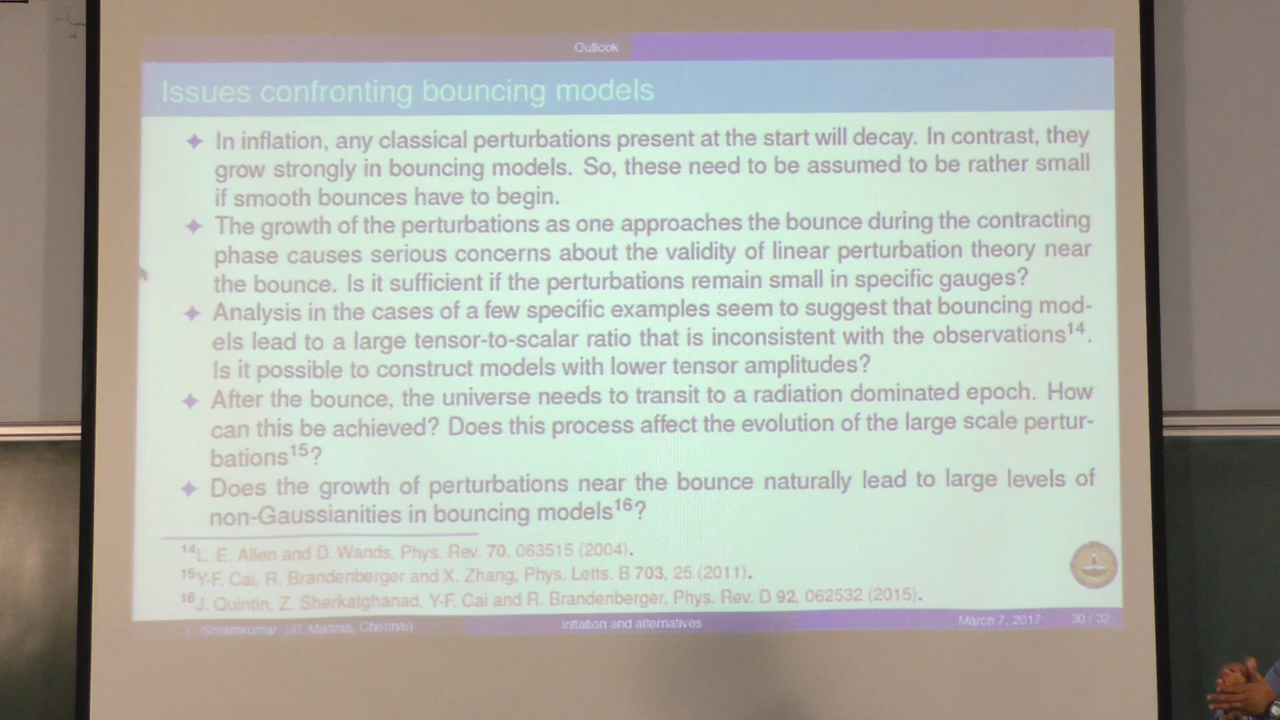 Outlook
Issues confronting bouncing models
✦ In inflation, any classical perturbations present at the start will decay. In contrast, they
grow strongly in bouncing models. So, these need to be assumed to be rather small
if smooth bounces have to begin.
✦ The growth of the perturbations as one approaches the bounce during the contracting
phase causes serious concerns about the validity of linear perturbation theory near
the bounce. Is it sufficient if the perturbations remain small in specific gauges?
✦ Analysis in the cases of a few specific examples seem to suggest that bouncing mod-
els lead to a large tensor-to-scalar ratio that is inconsistent with the observations¹⁴.
Is it possible to construct models with lower tensor amplitudes?
✦ After the bounce, the universe needs to transit to a radiation dominated epoch. How
can this be achieved? Does this process affect the evolution of the large scale pertur-
bations¹⁵?
✦ Does the growth of perturbations near the bounce naturally lead to large levels of
non-Gaussianities in bouncing models¹⁶?
¹⁴L. E. Allen and D. Wands, Phys. Rev. 70, 063515 (2004).
¹⁵Y-F. Cai, R. Brandenberger and X. Zhang, Phys. Letts. B 703, 25 (2011).
¹⁶J. Quintin, Z. Sherkatghanad, Y-F. Cai and R. Brandenberger, Phys. Rev. D 92, 062532 (2015).
L. Sriramkumar (IIT Madras, Chennai) Inflation and alternatives March 7, 2017 30 / 32